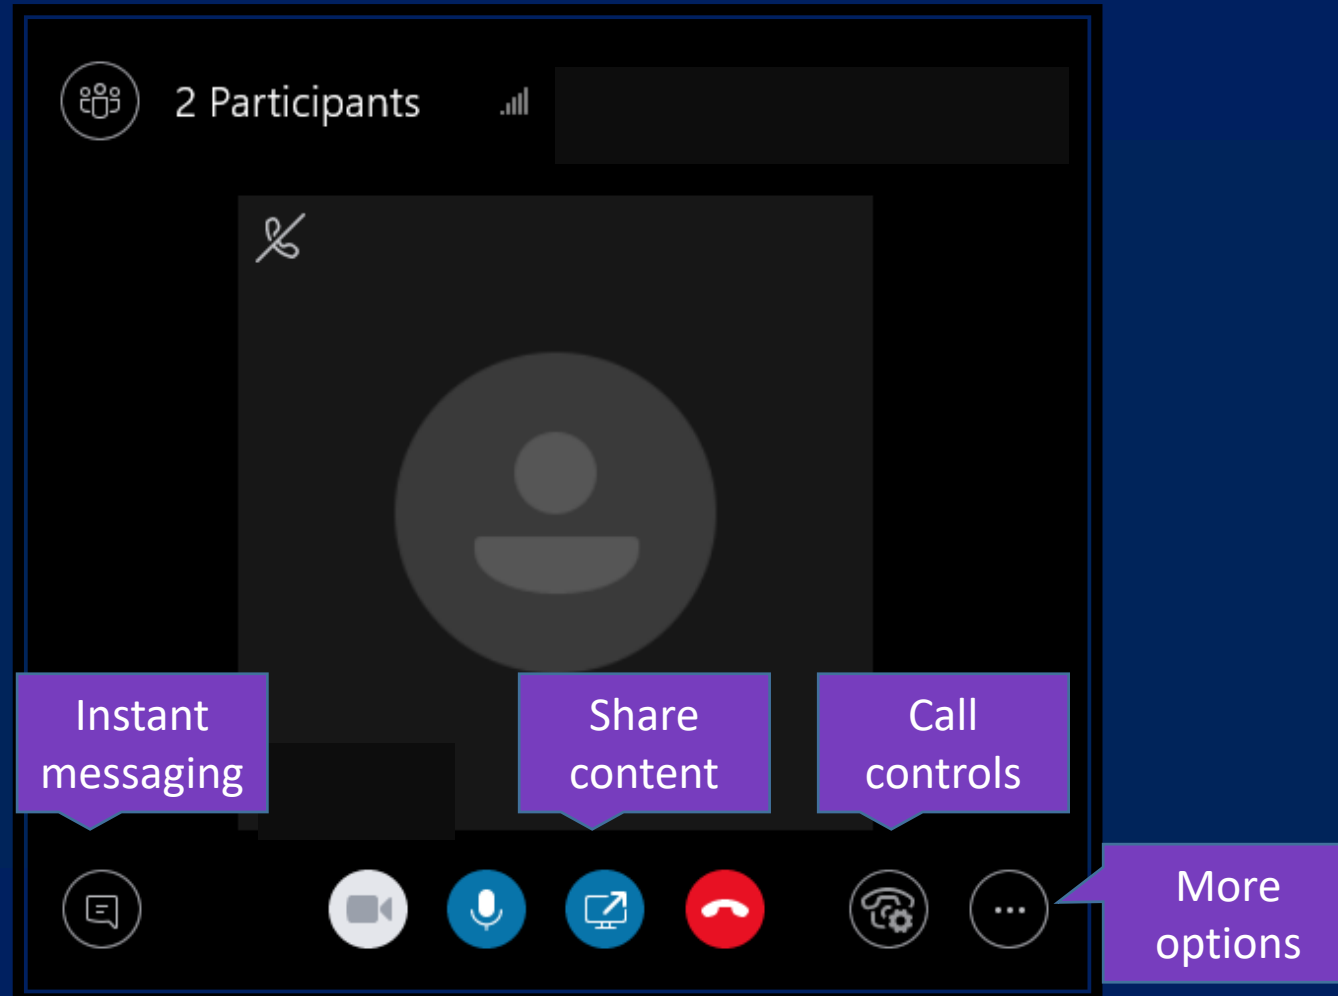 2 Participants
Instant
messaging
Share
content
Call
controls
More
options